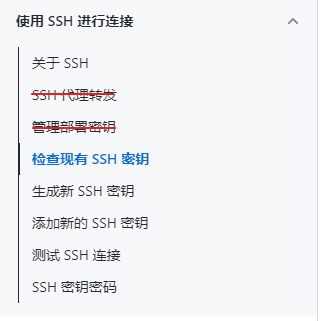 使用 SSH 进行连接
关于 SSH
SSH 代理转发
管理部署密钥
检查现有 SSH 密钥
生成新 SSH 密钥
添加新的 SSH 密钥
测试 SSH 连接
SSH 密钥密码